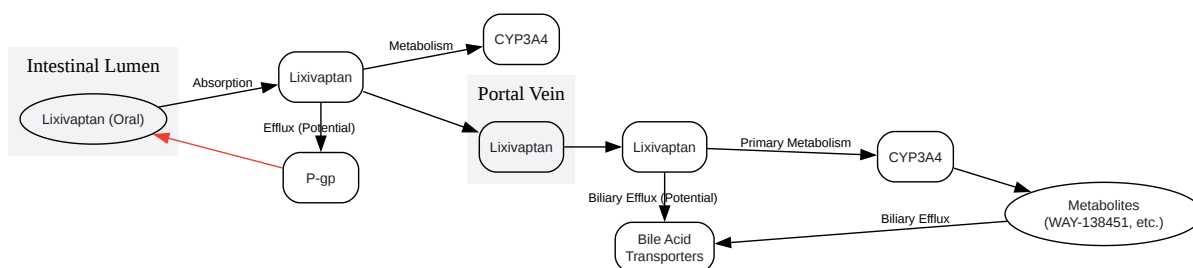 CYP3A4
Metabolism
Intestinal Lumen
Lixivaptan
Absorption
Portal Vein
Lixivaptan (Oral)
Efflux (Potential)
Lixivaptan
Lixivaptan
Primary Metabolism
CYP3A4
P-gp
Biliary Efflux (Potential)
Metabolites
(WAY-138451, etc.)
Biliary Efflux
Bile Acid
Transporters